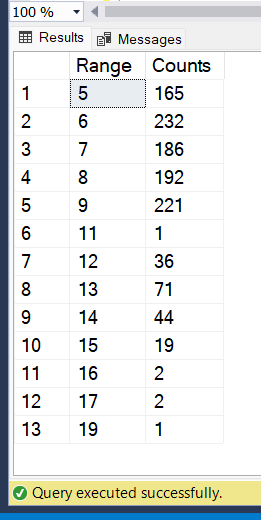 100 %
Results Messages
Range Counts
1 5 165
2 6 232
3 7 186
4 8 192
5 9 221
6 11 1
7 12 36
8 13 71
9 14 44
10 15 19
11 16 2
12 17 2
13 19 1
Query executed successfully.